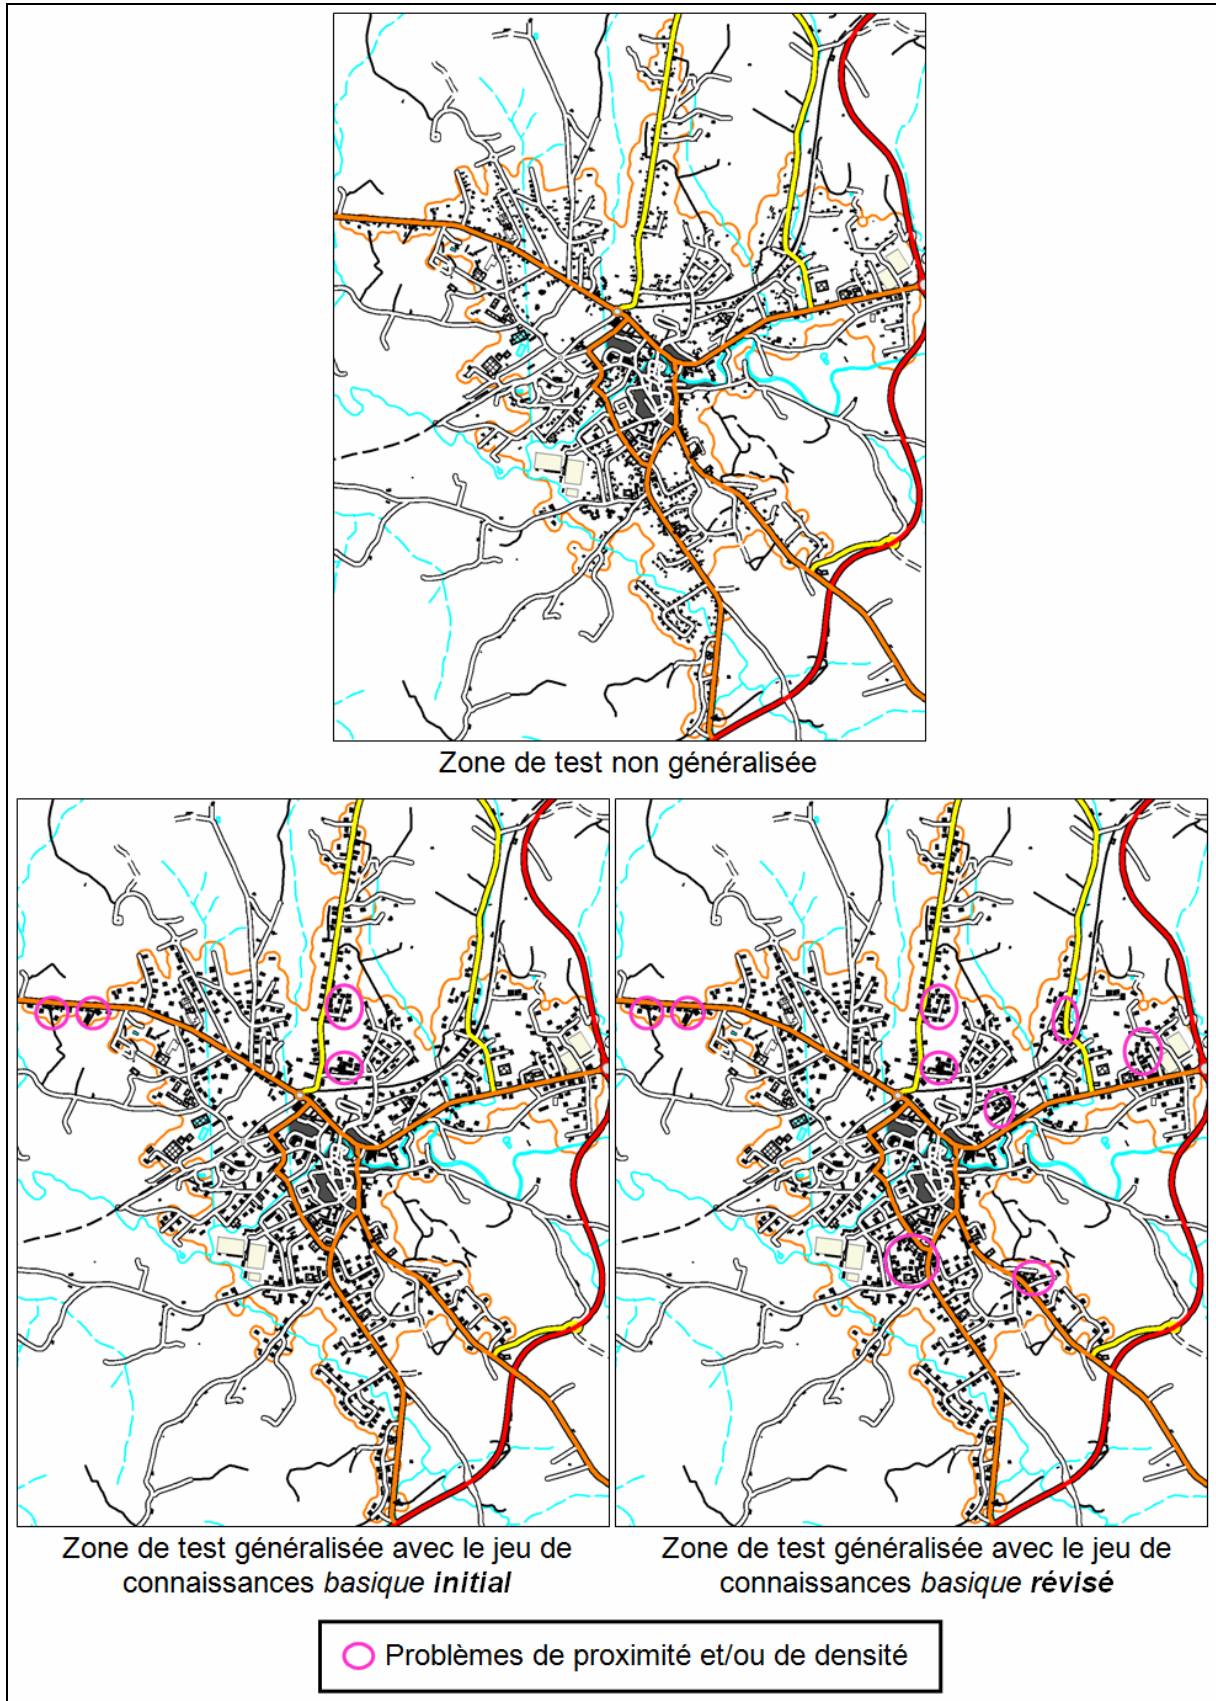 Zone de test non généralisée
Zone de test généralisée avec le jeu de
connaissances basique initial
Zone de test généralisée avec le jeu de
connaissances basique révisé
Problèmes de proximité et/ou de densité